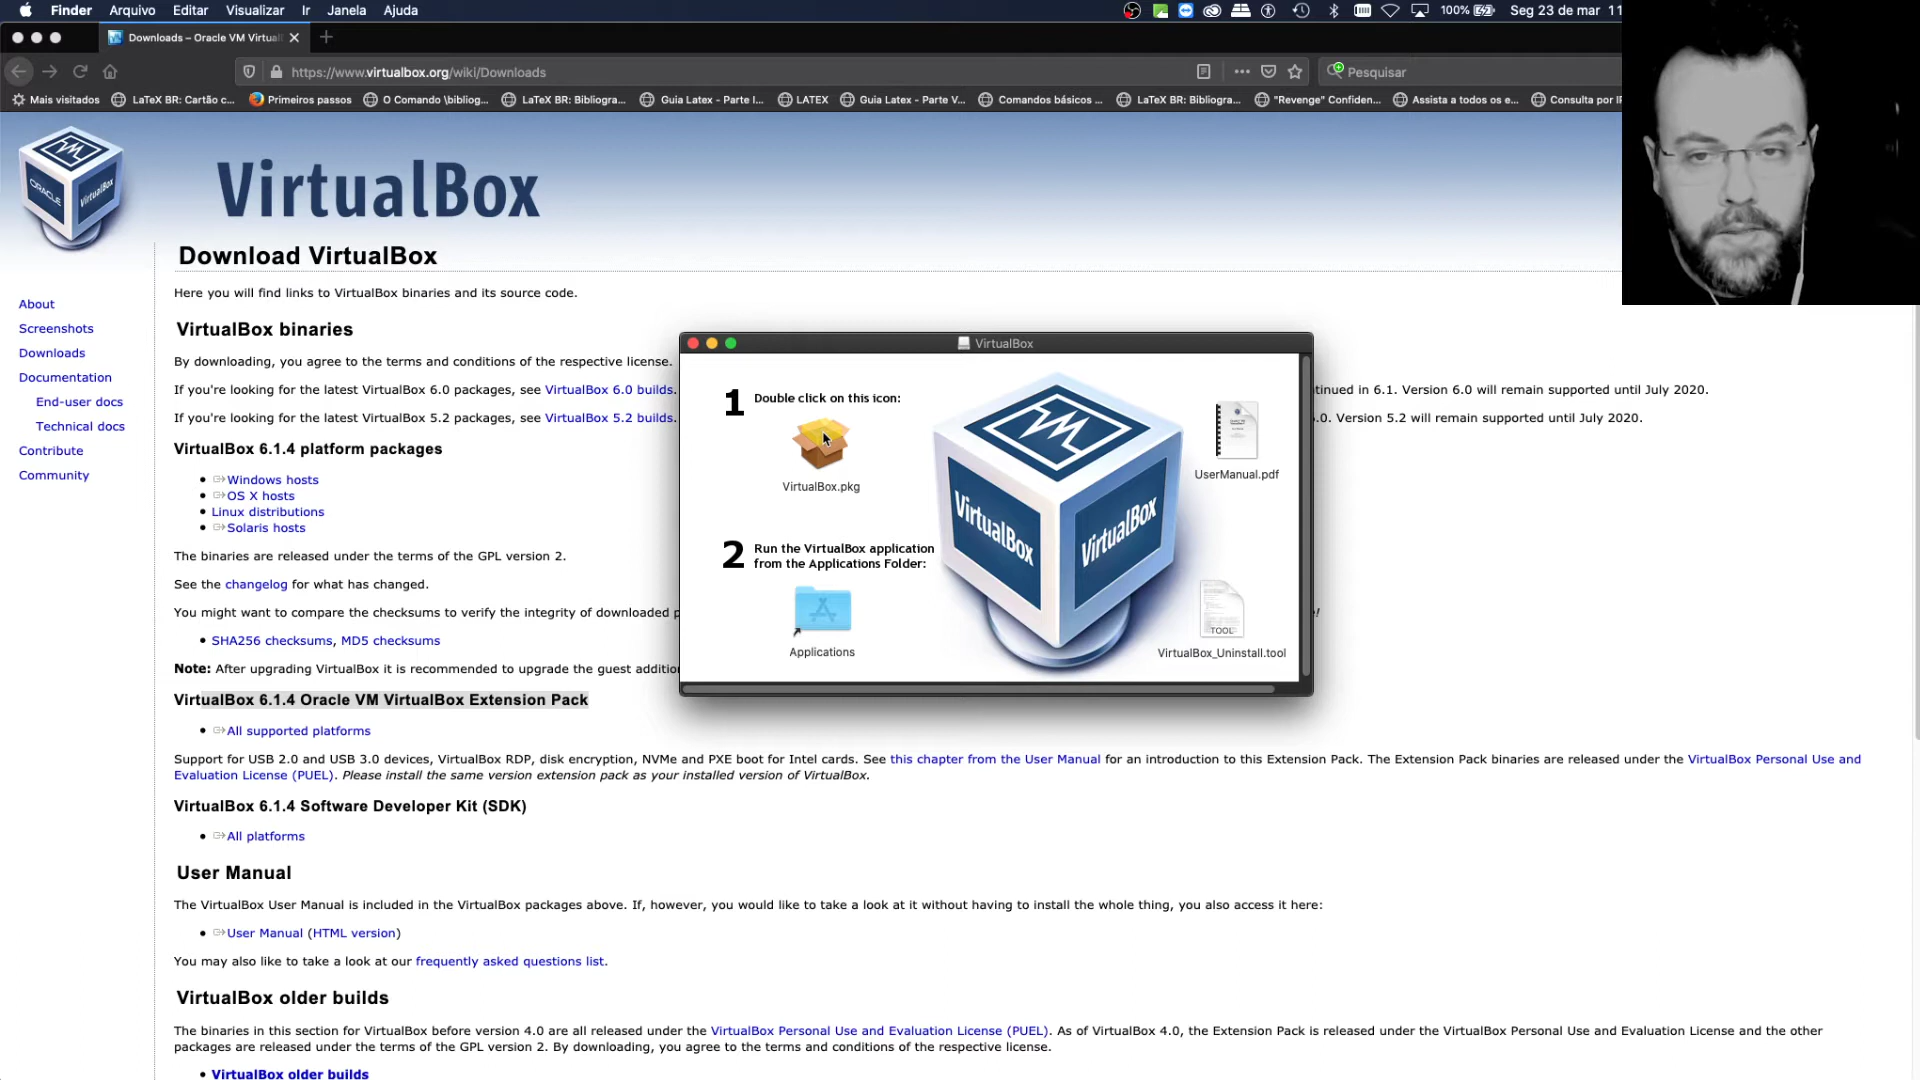 Finder Arquivo Editar Visualizar Ir Janela Ajuda 100% Seg 23 de mar 11
Downloads – Oracle VM Virtual
https://www.virtualbox.org/wiki/Downloads Pesquisar
Mais visitados LaTeX BR: Cartão c... Primeiros passos O Comando \bibliog... LaTeX BR: Bibliogra... Guia Latex - Parte I... LATEX Guia Latex - Parte V... Comandos básicos ... LaTeX BR: Bibliogra... "Revenge" Confiden... Assista a todos os e... Consulta por IF
ORACLE VirtualBox
VirtualBox
Download VirtualBox
Here you will find links to VirtualBox binaries and its source code.
About
Screenshots
Downloads
Documentation
End-user docs
Technical docs
Contribute
Community
VirtualBox binaries
By downloading, you agree to the terms and conditions of the respective license.
If you're looking for the latest VirtualBox 6.0 packages, see VirtualBox 6.0 builds. tinued in 6.1. Version 6.0 will remain supported until July 2020.
If you're looking for the latest VirtualBox 5.2 packages, see VirtualBox 5.2 builds. .0. Version 5.2 will remain supported until July 2020.
VirtualBox 6.1.4 platform packages
Windows hosts
OS X hosts
Linux distributions
Solaris hosts
The binaries are released under the terms of the GPL version 2.
See the changelog for what has changed.
You might want to compare the checksums to verify the integrity of downloaded p !
SHA256 checksums, MD5 checksums
Note: After upgrading VirtualBox it is recommended to upgrade the guest additio
VirtualBox 6.1.4 Oracle VM VirtualBox Extension Pack
All supported platforms
Support for USB 2.0 and USB 3.0 devices, VirtualBox RDP, disk encryption, NVMe and PXE boot for Intel cards. See this chapter from the User Manual for an introduction to this Extension Pack. The Extension Pack binaries are released under the VirtualBox Personal Use and
Evaluation License (PUEL). Please install the same version extension pack as your installed version of VirtualBox.
VirtualBox 6.1.4 Software Developer Kit (SDK)
All platforms
User Manual
The VirtualBox User Manual is included in the VirtualBox packages above. If, however, you would like to take a look at it without having to install the whole thing, you also access it here:
User Manual (HTML version)
You may also like to take a look at our frequently asked questions list.
VirtualBox older builds
The binaries in this section for VirtualBox before version 4.0 are all released under the VirtualBox Personal Use and Evaluation License (PUEL). As of VirtualBox 4.0, the Extension Pack is released under the VirtualBox Personal Use and Evaluation License and the other
packages are released under the terms of the GPL version 2. By downloading, you agree to the terms and conditions of the respective license.
VirtualBox older builds
VirtualBox
1 Double click on this icon:
VirtualBox.pkg
2 Run the VirtualBox application
from the Applications Folder:
Applications
VirtualBox VirtualBox
UserManual.pdf
TOOL
VirtualBox_Uninstall.tool